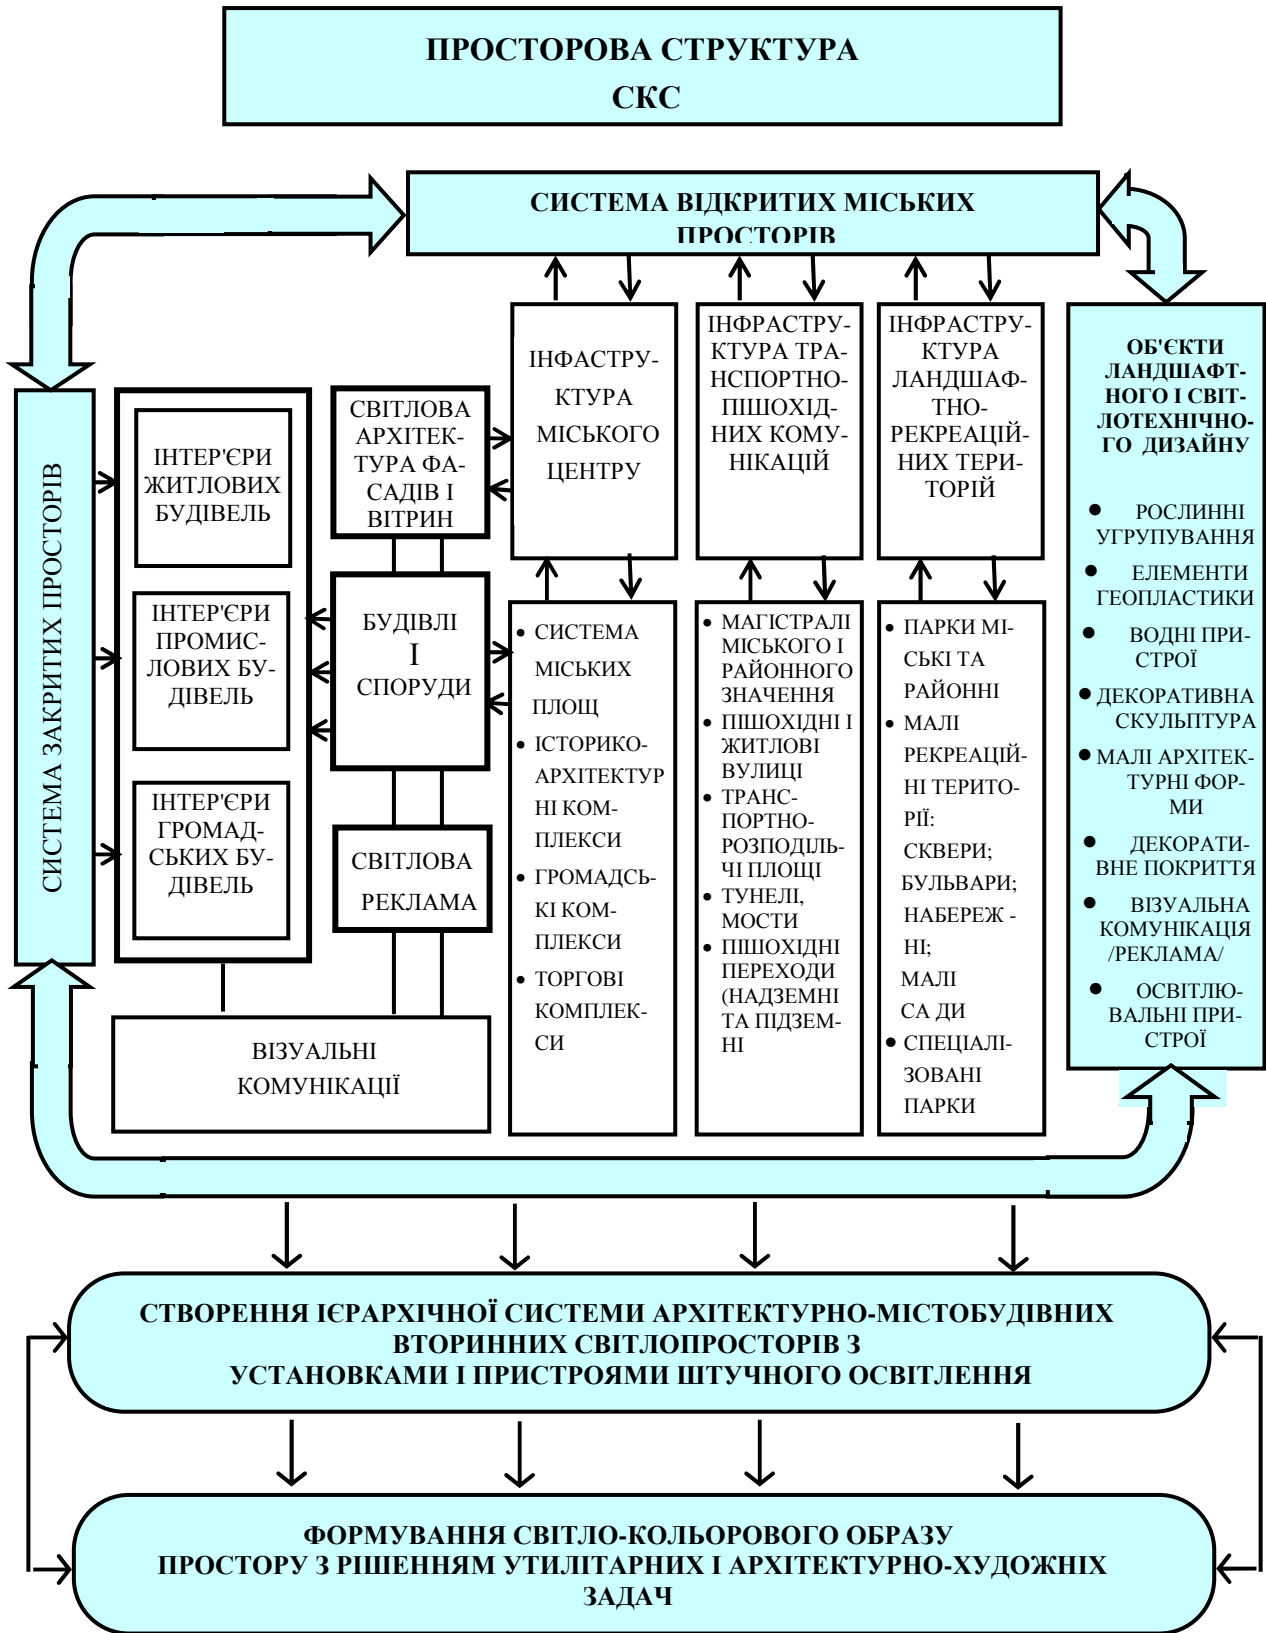 ПРОСТОРОВА СТРУКТУРА
СКС
СИСТЕМА ВІДКРИТИХ МІСЬКИХ
ПРОСТОРІВ
СИСТЕМА ЗАКРИТИХ ПРОСТОРІВ
ІНТЕР'ЄРИ
ЖИТЛОВИХ
БУДІВЕЛЬ
ІНТЕР'ЄРИ
ПРОМИС-
ЛОВИХ БУ-
ДІВЕЛЬ
ІНТЕР'ЄРИ
ГРОМАД-
СЬКИХ БУ-
ДІВЕЛЬ
СВІТЛОВА
АРХІТЕК-
ТУРА ФА-
САДІВ І
ВІТРИН
БУДІВЛІ
І
СПОРУДИ
СВІТЛОВА
РЕКЛАМА
ВІЗУАЛЬНІ
КОМУНІКАЦІЇ
ІНФАСТРУ-
КТУРА
МІСЬКОГО
ЦЕНТРУ
• СИСТЕМА
МІСЬКИХ
ПЛОЩ
• ІСТОРИКО-
АРХІТЕКТУР
НІ КОМ-
ПЛЕКСИ
• ГРОМАДСЬ-
КІ КОМ-
ПЛЕКСИ
• ТОРГОВІ
КОМПЛЕК-
СИ
ІНФРАСТРУ-
КТУРА ТРА-
НСПОРТНО-
ПІШОХІД-
НИХ КОМУ-
НІКАЦІЙ
• МАГІСТРАЛІ
МІСЬКОГО І
РАЙОННОГО
ЗНАЧЕННЯ
• ПІШОХІДНІ І
ЖИТЛОВІ
ВУЛИЦІ
• ТРАНС-
ПОРТНО-
РОЗПОДІЛЬ-
ЧІ ПЛОЩІ
• ТУНЕЛІ,
МОСТИ
• ПІШОХІДНІ
ПЕРЕХОДИ
(НАДЗЕМНІ
ТА ПІДЗЕМ-
НІ
ІНФРАСТРУ-
КТУРА
ЛАНДШАФ-
ТНО-
РЕКРЕАЦІЙ-
НИХ ТЕРИ-
ТОРІЙ
• ПАРКИ МІ-
СЬКІ ТА
РАЙОННІ
• МАЛІ
РЕКРЕАЦІЙ-
НІ ТЕРИТО-
РІЇ:
СКВЕРИ;
БУЛЬВАРИ;
НАБЕРЕЖ -
НІ;
МАЛІ
СА ДИ
• СПЕЦІАЛІ-
ЗОВАНІ
ПАРКИ
ОБ'ЄКТИ
ЛАНДШАФТ-
НОГО І СВІТ-
ЛОТЕХНІЧНО-
ГО ДИЗАЙНУ
• РОСЛИННІ
УГРУПУВАННЯ
• ЕЛЕМЕНТИ
ГЕОПЛАСТИКИ
• ВОДНІ ПРИ-
СТРОЇ
• ДЕКОРАТИВНА
СКУЛЬПТУРА
• МАЛІ АРХІТЕК-
ТУРНІ ФОР-
МИ
• ДЕКОРАТИ-
ВНЕ ПОКРИТТЯ
• ВІЗУАЛЬНА
КОМУНІКАЦІЯ
/РЕКЛАМА/
• ОСВІТЛЮ-
ВАЛЬНІ ПРИ-
СТРОЇ
СТВОРЕННЯ ІЄРАРХІЧНОЇ СИСТЕМИ АРХІТЕКТУРНО-МІСТОБУДІВНИХ
ВТОРИННИХ СВІТЛОПРОСТОРІВ З
УСТАНОВКАМИ І ПРИСТРОЯМИ ШТУЧНОГО ОСВІТЛЕННЯ
ФОРМУВАННЯ СВІТЛО-КОЛЬОРОВОГО ОБРАЗУ
ПРОСТОРУ З РІШЕННЯМ УТИЛІТАРНИХ І АРХІТЕКТУРНО-ХУДОЖНІХ
ЗАДАЧ